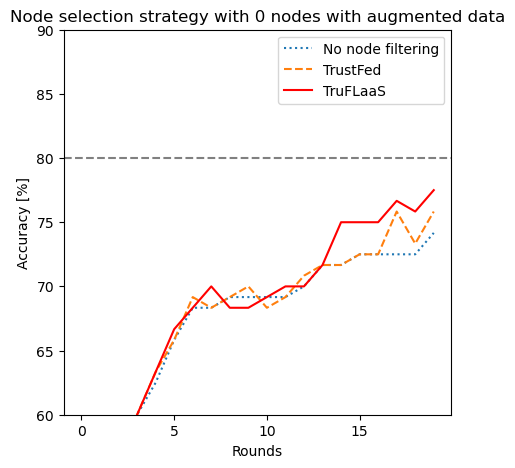 Node selection strategy with 0 nodes with augmented data
No node filtering
TrustFed
TruFLaaS
Accuracy [%]
90
85
80
75
70
65
60
0 5 10 15
Rounds